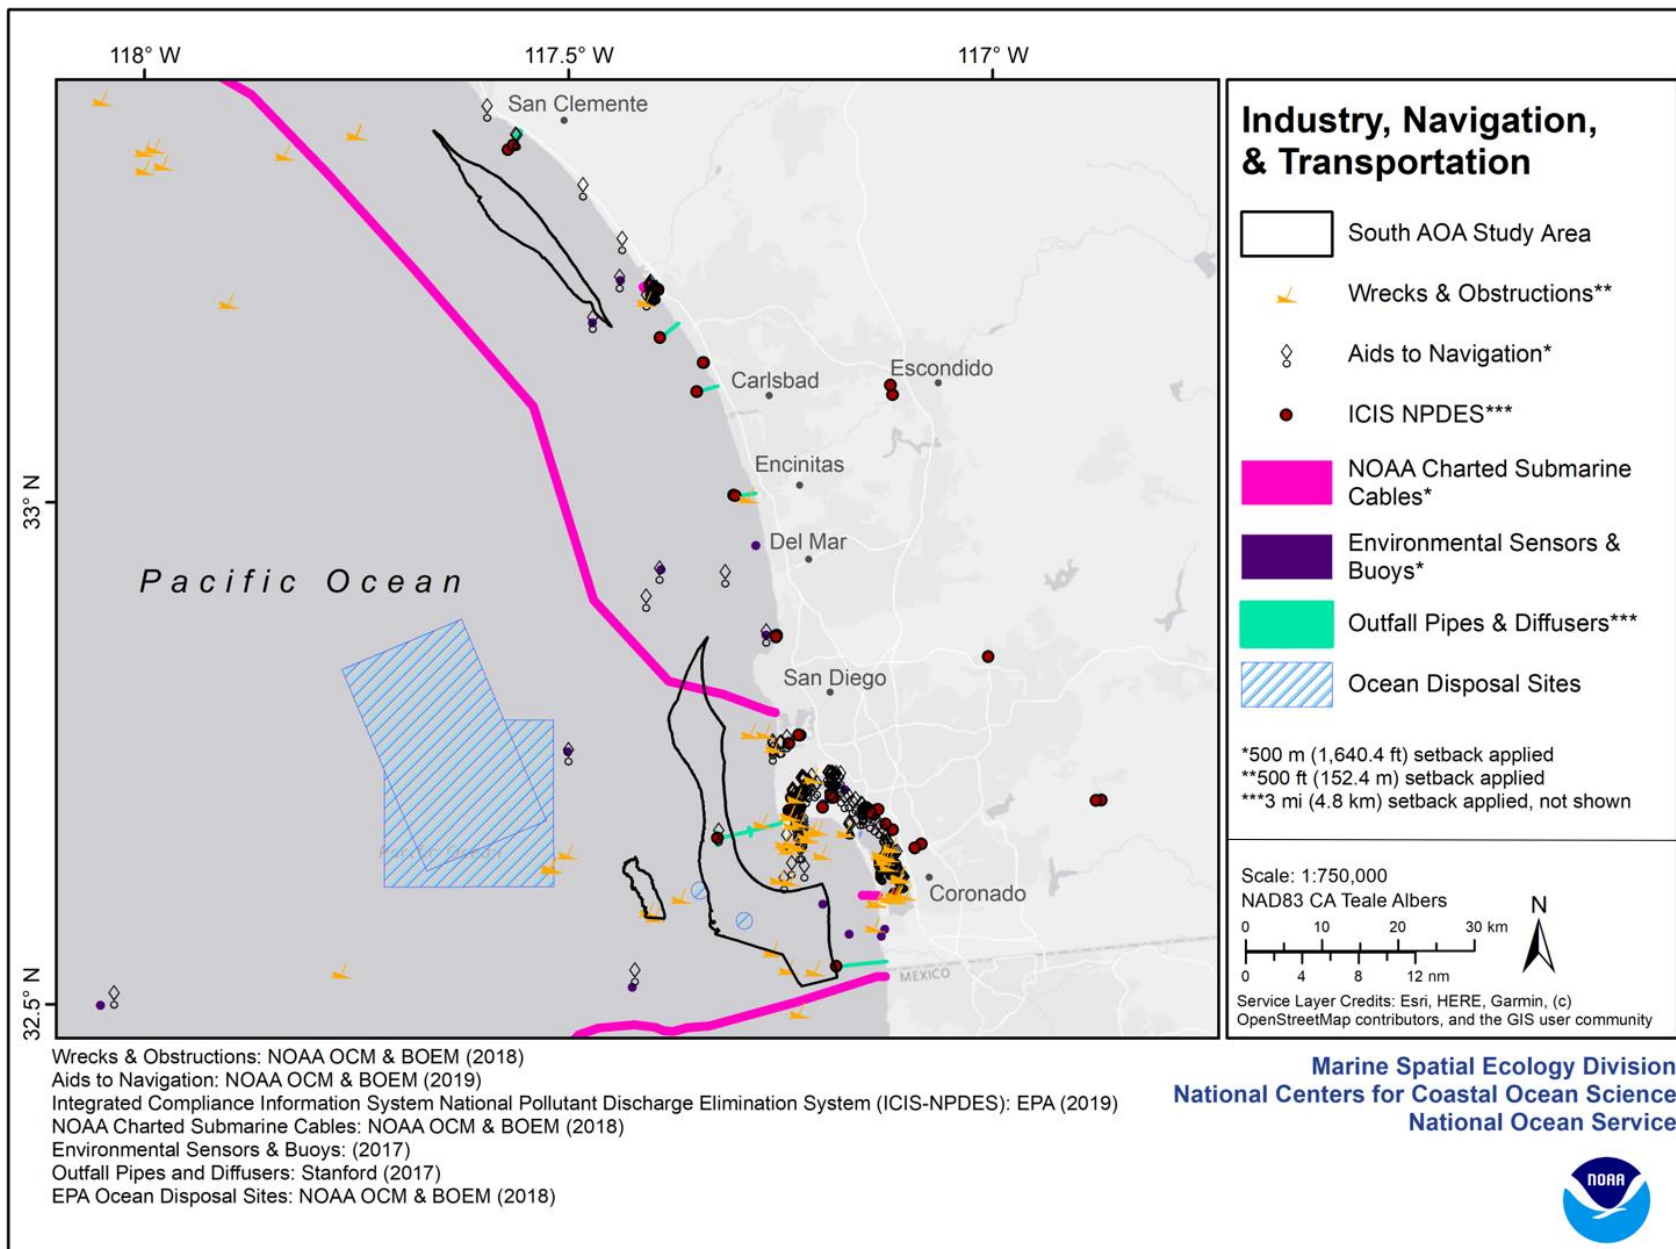 118° W
117.5° W
117° W
San Clemente
Carlsbad
Escondido
Encinitas
Del Mar
33° N
Pacific Ocean
San Diego
Pacific Ocean
Coronado
MEXICO
32.5° N
Industry, Navigation,
& Transportation
South AOA Study Area
Wrecks & Obstructions**
Aids to Navigation*
ICIS NPDES***
NOAA Charted Submarine
Cables*
Environmental Sensors &
Buoys*
Outfall Pipes & Diffusers***
Ocean Disposal Sites
*500 m (1,640.4 ft) setback applied
**500 ft (152.4 m) setback applied
***3 mi (4.8 km) setback applied, not shown
Scale: 1:750,000
NAD83 CA Teale Albers
N
0 10 20 30 km
0 4 8 12 nm
Service Layer Credits: Esri, HERE, Garmin, (c)
OpenStreetMap contributors, and the GIS user community
Wrecks & Obstructions: NOAA OCM & BOEM (2018)
Aids to Navigation: NOAA OCM & BOEM (2019)
Integrated Compliance Information System National Pollutant Discharge Elimination System (ICIS-NPDES): EPA (2019)
NOAA Charted Submarine Cables: NOAA OCM & BOEM (2018)
Environmental Sensors & Buoys: (2017)
Outfall Pipes and Diffusers: Stanford (2017)
EPA Ocean Disposal Sites: NOAA OCM & BOEM (2018)
Marine Spatial Ecology Division
National Centers for Coastal Ocean Science
National Ocean Service
NOAA